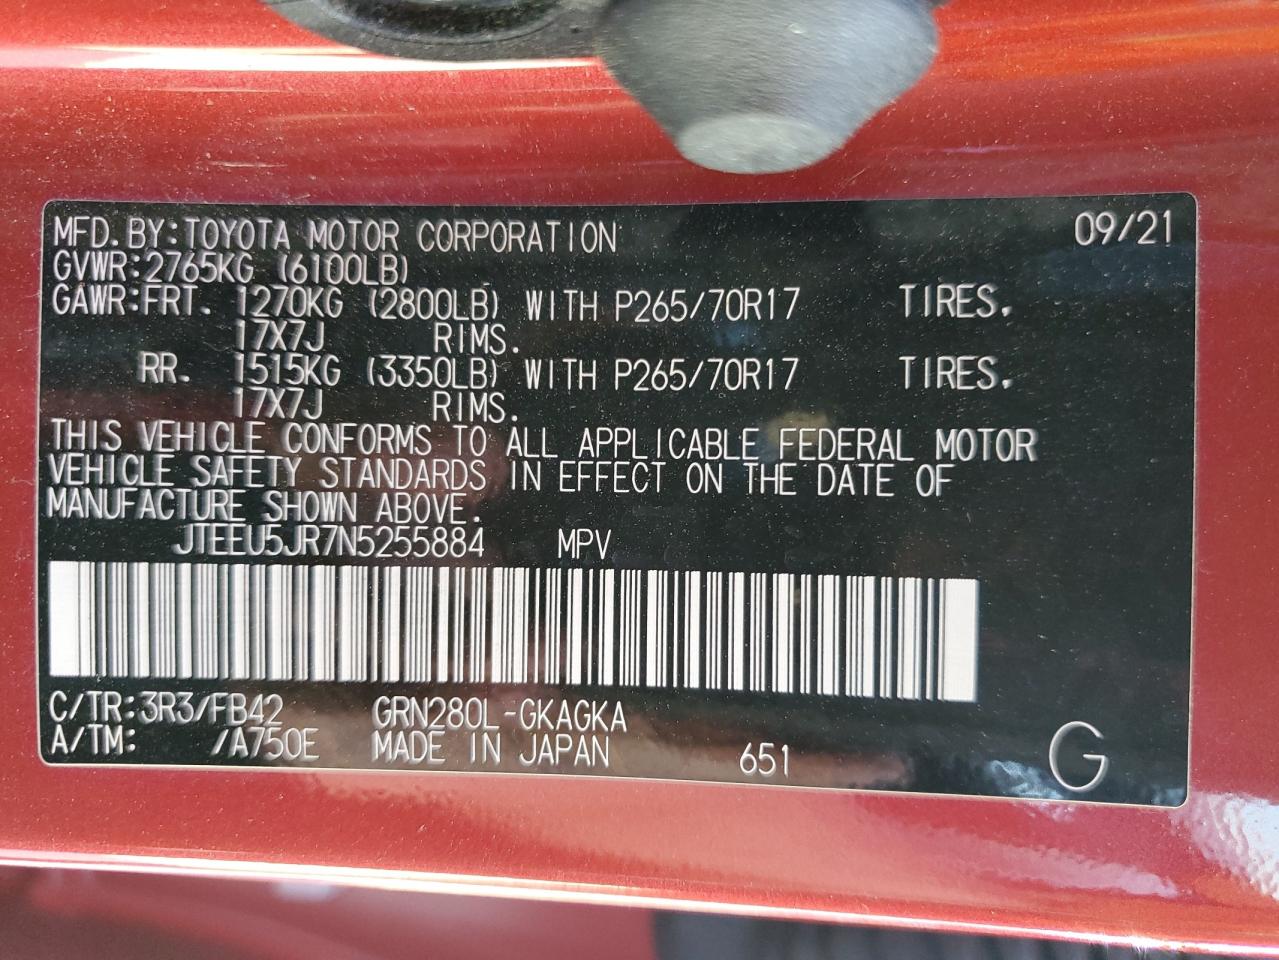 MFD. BY: TOYOTA MOTOR CORPORATION 09/21
GVWR: 2765KG (6100LB)
GAWR: FRT. 1270KG (2800LB) WITH P265/70R17 TIRES.
17X7J RIMS.
RR. 1515KG (3350LB) WITH P265/70R17 TIRES.
17X7J RIMS.
THIS VEHICLE CONFORMS TO ALL APPLICABLE FEDERAL MOTOR
VEHICLE SAFETY STANDARDS IN EFFECT ON THE DATE OF
MANUFACTURE SHOWN ABOVE.
JTEEU5JR7N5255884 MPV
C/TR: 3R3/FB42 GRN280L-GKAGKA
A/TM: /A750E MADE IN JAPAN 651 G